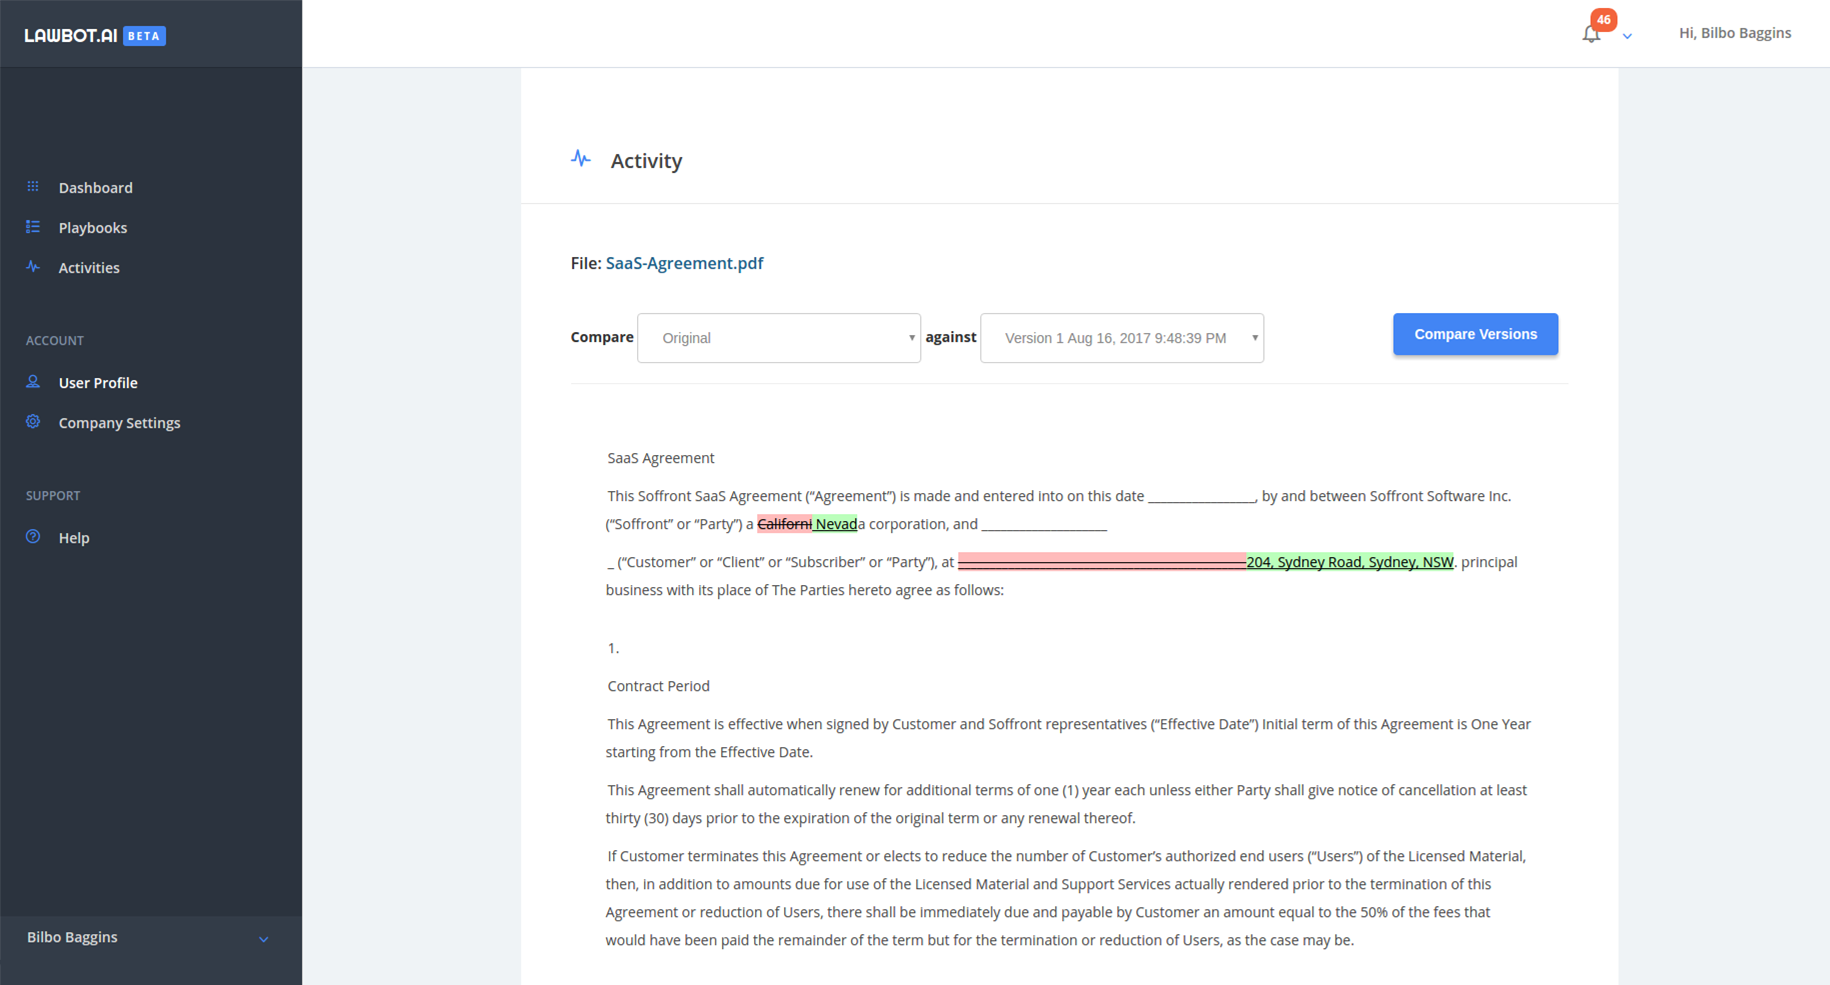 LAWBOT.AI BETA
46
Hi, Bilbo Baggins
Dashboard
Playbooks
Activities
ACCOUNT
User Profile
Company Settings
SUPPORT
Help
Bilbo Baggins
Activity
File: SaaS-Agreement.pdf
Compare Original against Version 1 Aug 16, 2017 9:48:39 PM Compare Versions
SaaS Agreement
This Soffront SaaS Agreement (“Agreement”) is made and entered into on this date ________________, by and between Soffront Software Inc.
(“Soffront” or “Party”) a Californi Nevada corporation, and ___________________
_ (“Customer” or “Client” or “Subscriber” or “Party”), at ____________________________________________204, Sydney Road, Sydney, NSW. principal
business with its place of The Parties hereto agree as follows:
1.
Contract Period
This Agreement is effective when signed by Customer and Soffront representatives (“Effective Date”) Initial term of this Agreement is One Year
starting from the Effective Date.
This Agreement shall automatically renew for additional terms of one (1) year each unless either Party shall give notice of cancellation at least
thirty (30) days prior to the expiration of the original term or any renewal thereof.
If Customer terminates this Agreement or elects to reduce the number of Customer’s authorized end users (“Users”) of the Licensed Material,
then, in addition to amounts due for use of the Licensed Material and Support Services actually rendered prior to the termination of this
Agreement or reduction of Users, there shall be immediately due and payable by Customer an amount equal to the 50% of the fees that
would have been paid the remainder of the term but for the termination or reduction of Users, as the case may be.